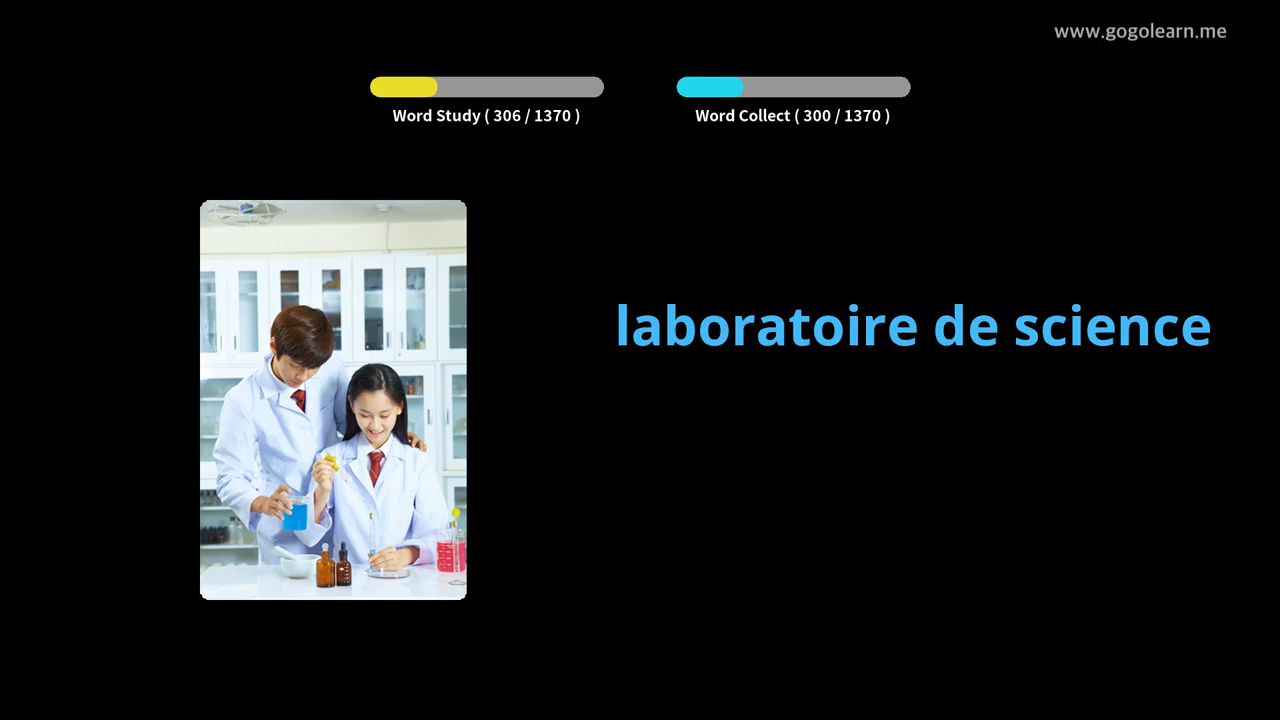 www.gogolearn.me
Word Study ( 306 / 1370 )
Word Collect ( 300 / 1370 )
laboratoire de science